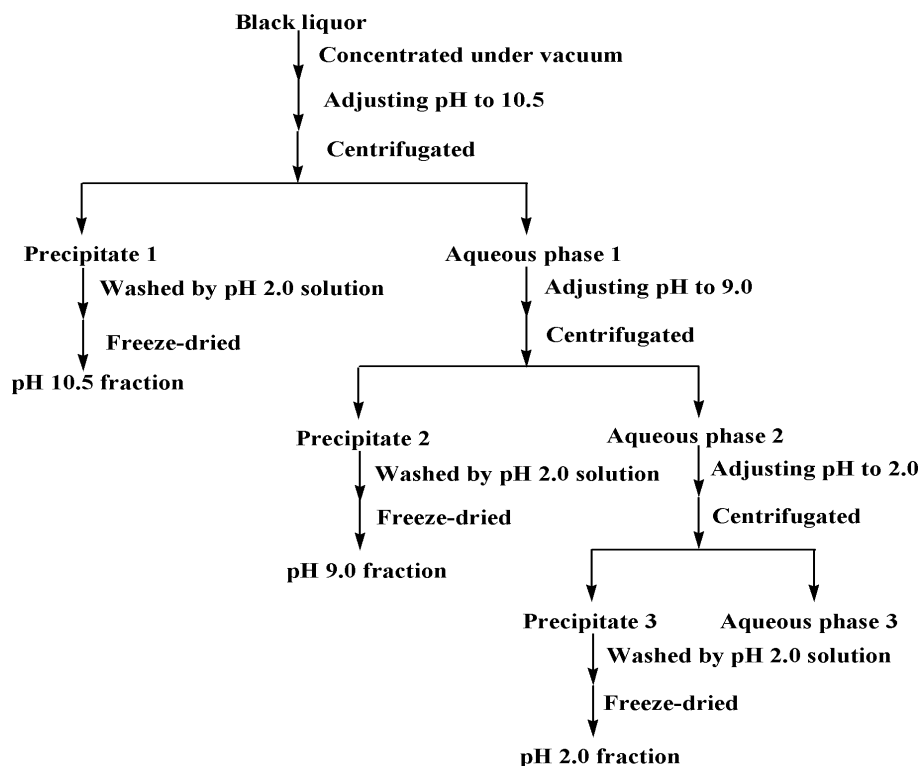 Black liquor
Concentrated under vacuum
Adjusting pH to 10.5
Centrifugated
Precipitate 1
Aqueous phase 1
Washed by pH 2.0 solution
Adjusting pH to 9.0
Freeze-dried
Centrifugated
pH 10.5 fraction
Precipitate 2
Aqueous phase 2
Washed by pH 2.0 solution
Adjusting pH to 2.0
Freeze-dried
Centrifugated
pH 9.0 fraction
Precipitate 3
Aqueous phase 3
Washed by pH 2.0 solution
Freeze-dried
pH 2.0 fraction